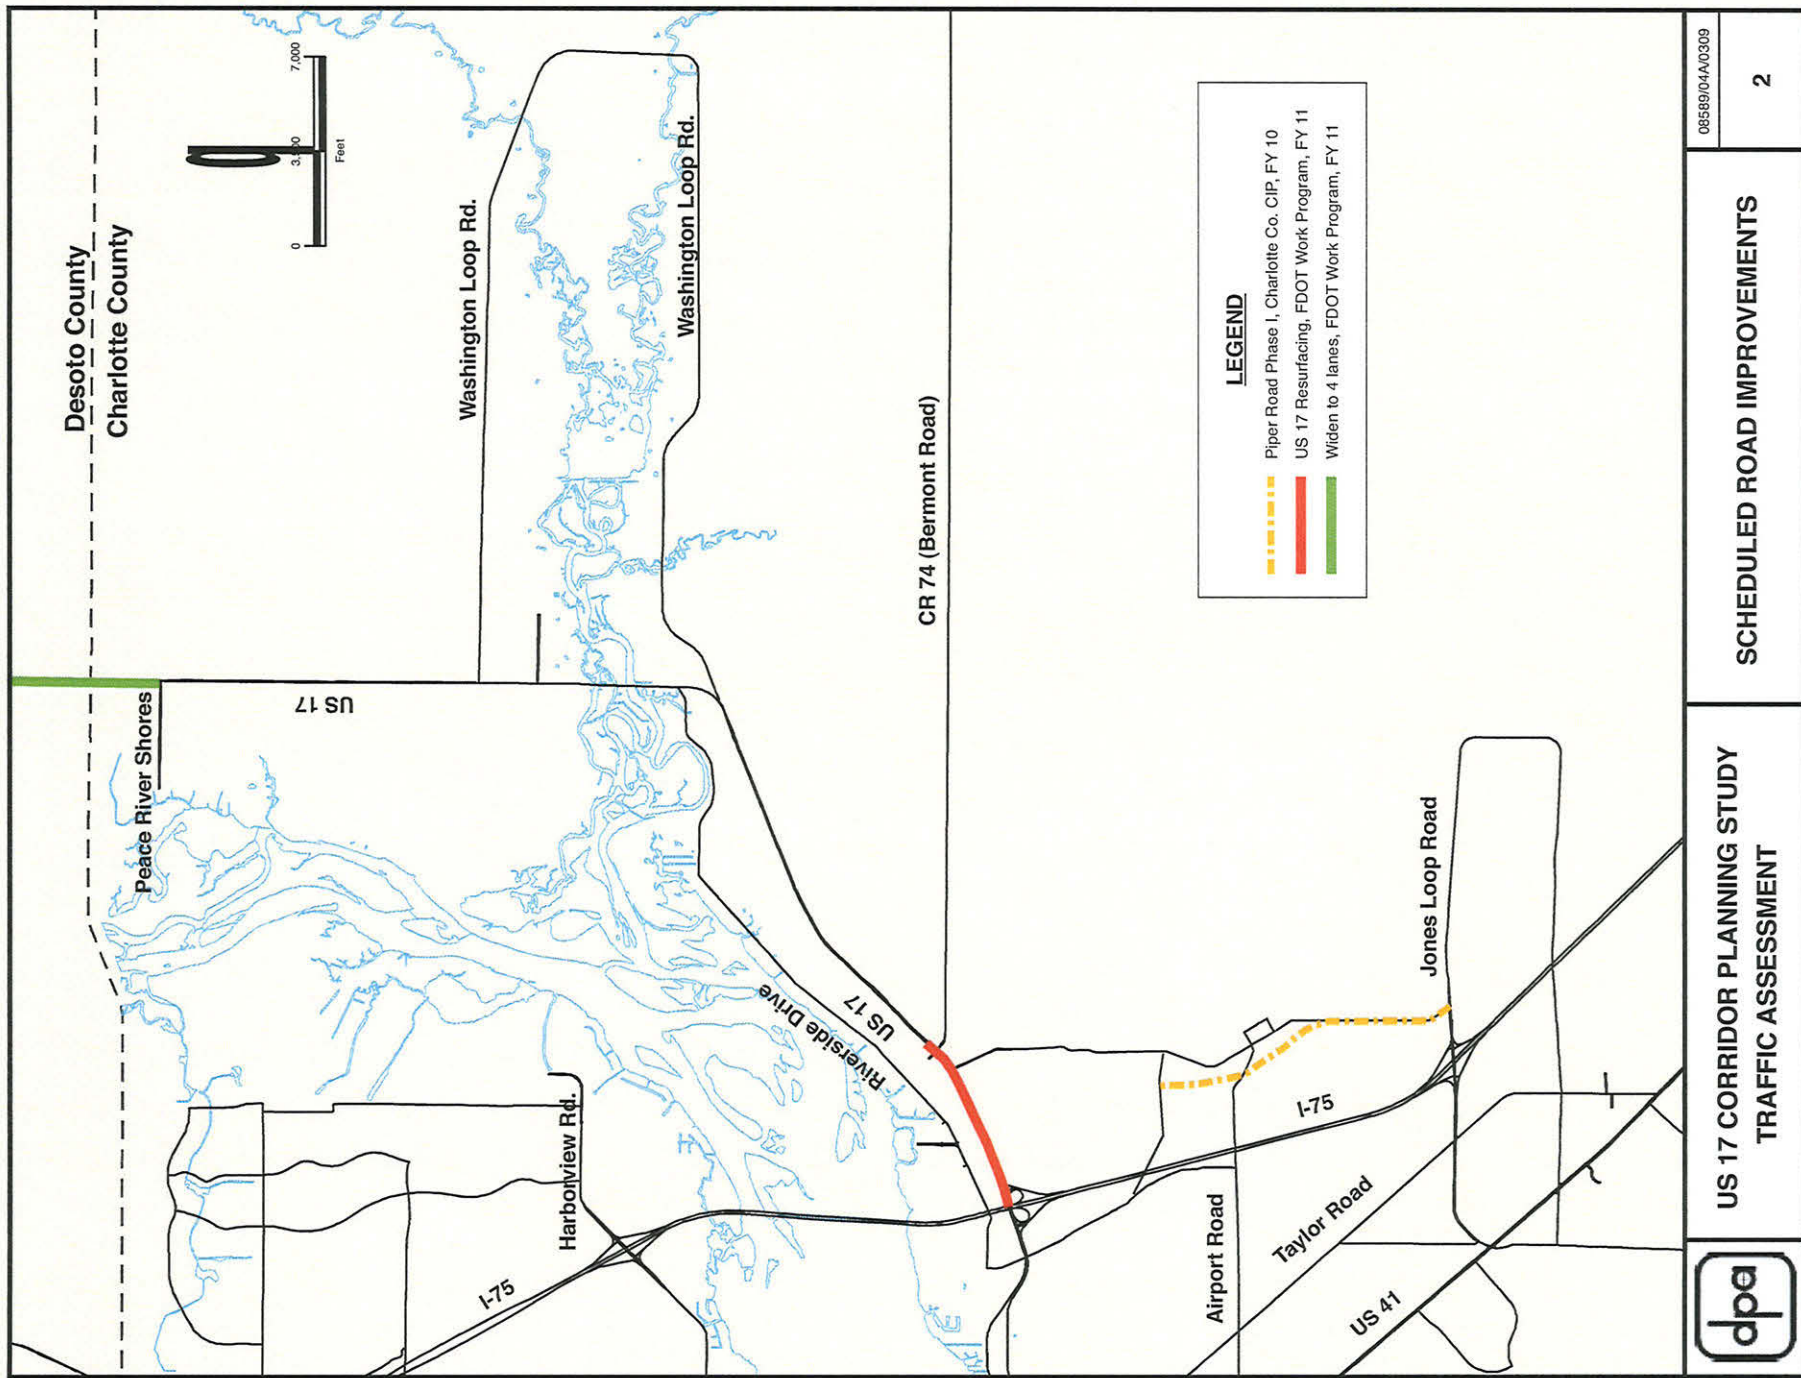 Desoto County
Charlotte County
0
3,500
7,000
Feet
Peace River Shores
US 17
Washington Loop Rd.
Washington Loop Rd.
CR 74 (Bermont Road)
Harborview Rd.
I-75
Riverside Drive
US 17
I-75
Airport Road
Taylor Road
US 41
Jones Loop Road
LEGEND
Piper Road Phase I, Charlotte Co. CIP, FY 10
US 17 Resurfacing, FDOT Work Program, FY 11
Widen to 4 lanes, FDOT Work Program, FY 11
dpa
US 17 CORRIDOR PLANNING STUDY
TRAFFIC ASSESSMENT
SCHEDULED ROAD IMPROVEMENTS
08589/04A/0309
2